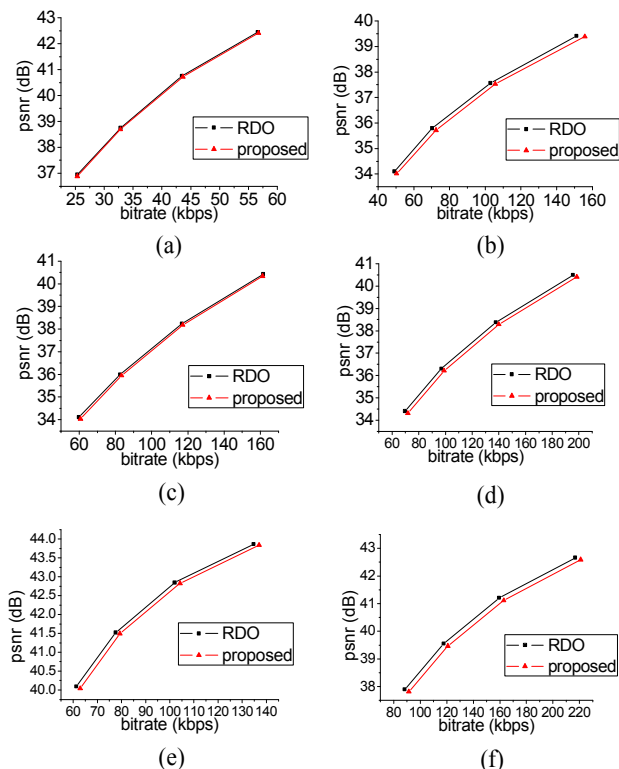 43
42
41
40
39
38
37
psnr (dB)
RDO
proposed
20 25 30 35 40 45 50 55 60
bitrate (kbps)
(a)
40
39
38
37
36
35
34
psnr (dB)
RDO
proposed
40 60 80 100 120 140 160
bitrate (kbps)
(b)
41
40
39
38
37
36
35
34
psnr (dB)
RDO
proposed
60 80 100 120 140 160
bitrate (kbps)
(c)
41
40
39
38
37
36
35
34
psnr (dB)
RDO
proposed
60 80 100 120 140 160 180 200
bitrate (kbps)
(d)
44.0
43.5
43.0
42.5
42.0
41.5
41.0
40.5
40.0
psnr (dB)
RDO
proposed
60 70 80 90 100 110 120 130 140
bitrate (kbps)
(e)
43
42
41
40
39
38
psnr (dB)
RDO
proposed
80 100 120 140 160 180 200 220
bitrate (kbps)
(f)